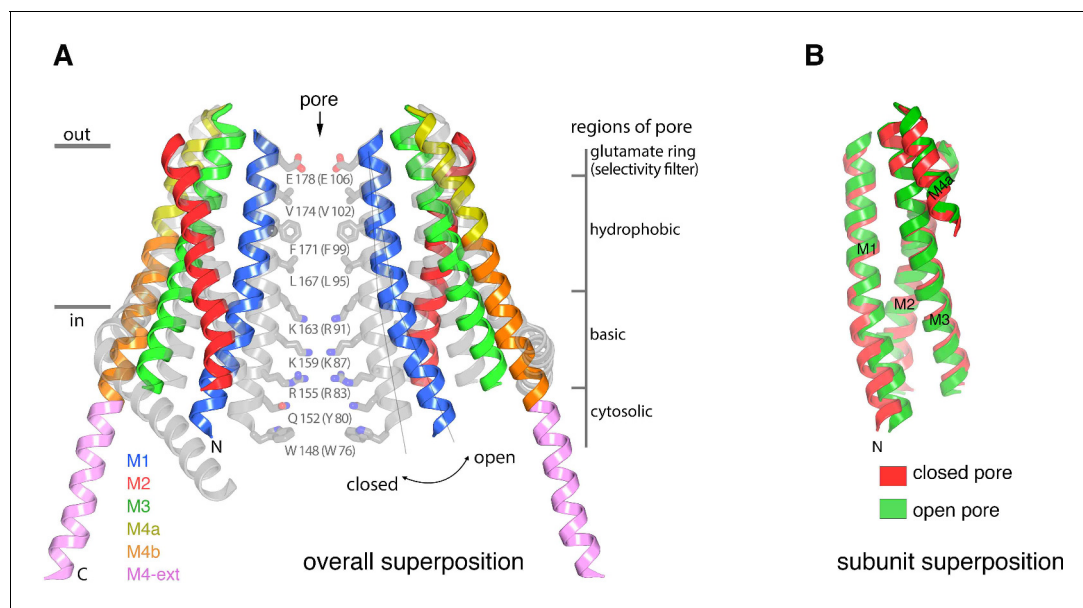 A
B
pore
out
in
E 178 (E 106)
V 174 (V 102)
F 171 (F 99)
L 167 (L 95)
K 163 (R 91)
K 159 (K 87)
R 155 (R 83)
Q 152 (Y 80)
W 148 (W 76)
regions of pore
glutamate ring
(selectivity filter)
hydrophobic
basic
cytosolic
N
closed
open
M1
M2
M3
M4a
M4b
M4-ext
C
overall superposition
M4a
M1
M2
M3
N
closed pore
open pore
subunit superposition